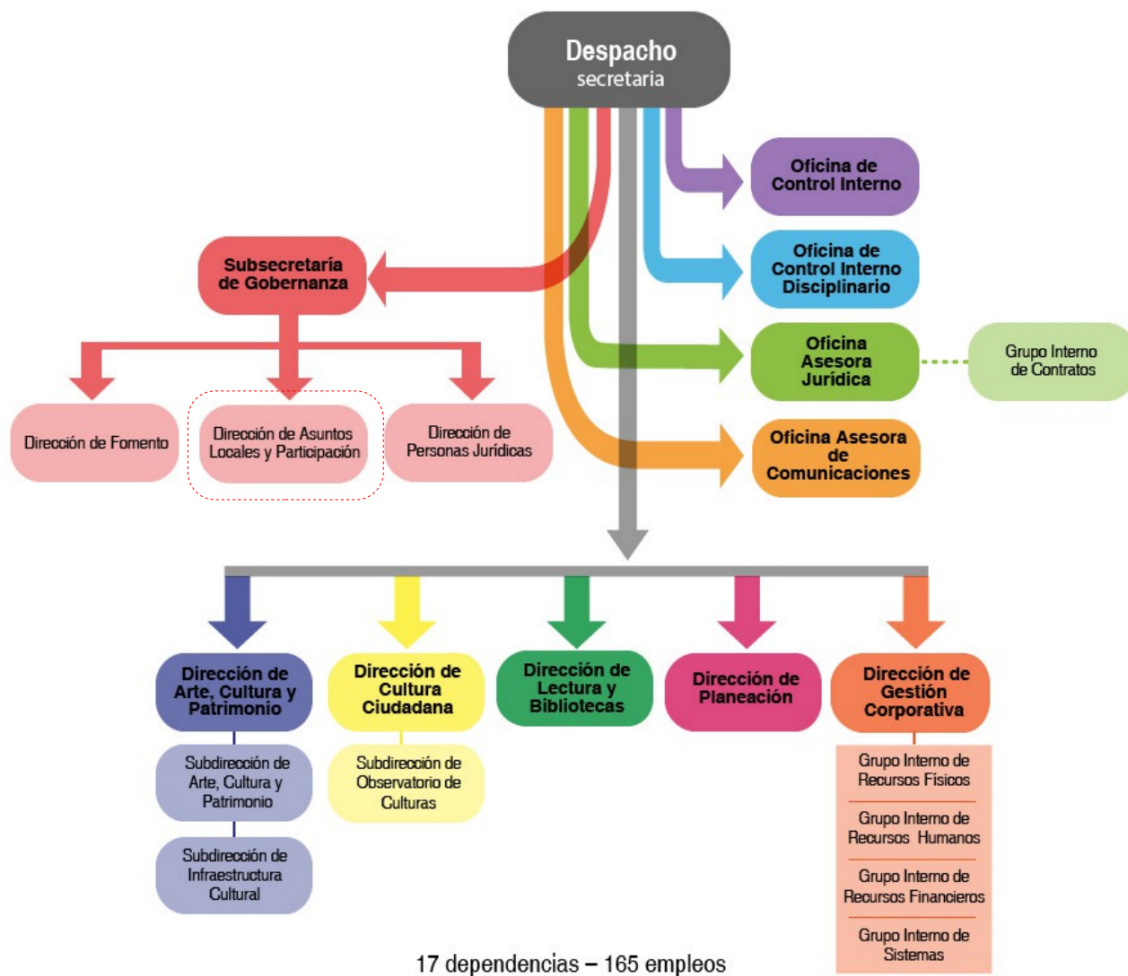 Despacho
secretaria
Oficina de
Control Interno
Subsecretaría
de Gobernanza
Oficina de
Control Interno
Disciplinario
Oficina
Asesora
Jurídica
Grupo Interno
de Contratos
Dirección de Fomento
Dirección de Asuntos
Locales y Participación
Dirección de
Personas Jurídicas
Oficina Asesora
de
Comunicaciones
Dirección de
Arte, Cultura y
Patrimonio
Dirección de
Cultura
Ciudadana
Dirección de
Lectura y
Bibliotecas
Dirección de
Planeación
Dirección de
Gestión
Corporativa
Subdirección de
Arte, Cultura y
Patrimonio
Subdirección de
Observatorio de
Culturas
Grupo Interno de
Recursos Físicos
Grupo Interno de
Recursos Humanos
Subdirección de
Infraestructura
Cultural
Grupo Interno de
Recursos Financieros
Grupo Interno de
Sistemas
17 dependencias – 165 empleos